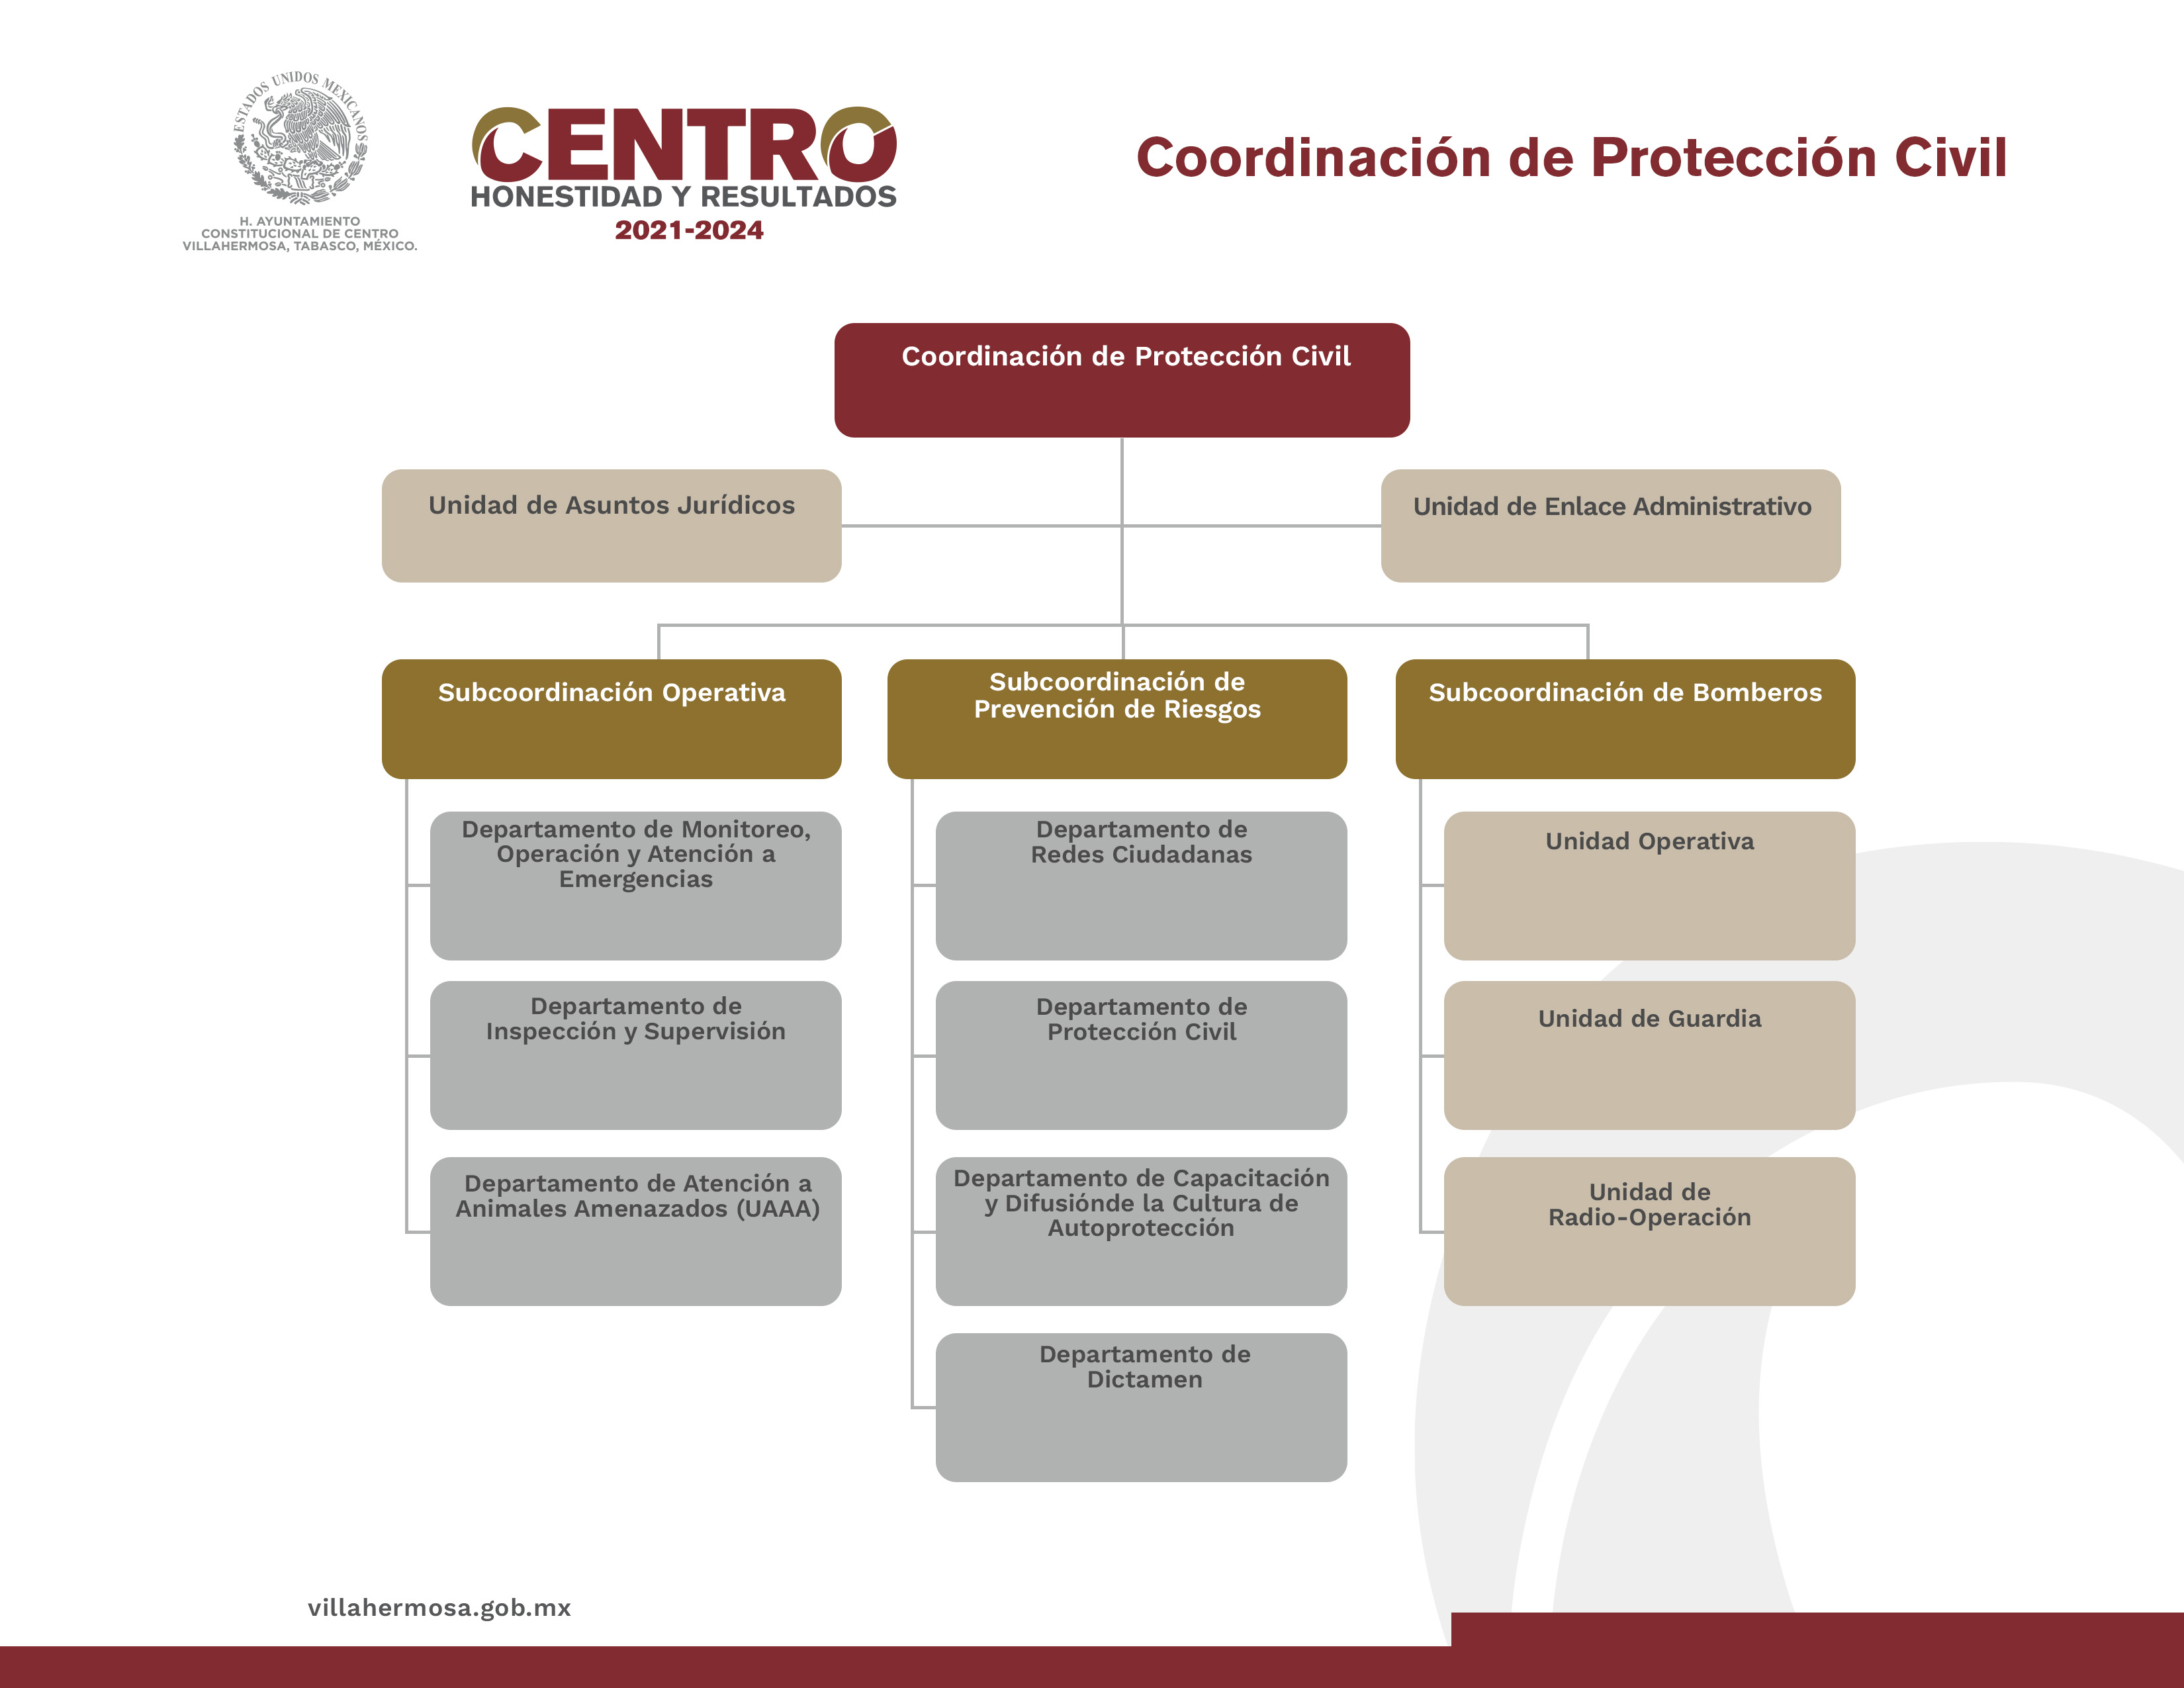 ESTADOS UNIDOS MEXICANOS
H. AYUNTAMIENTO
CONSTITUCIONAL DE CENTRO
VILLAHERMOSA, TABASCO, MÉXICO.
CENTRO
HONESTIDAD Y RESULTADOS
2021-2024
Coordinación de Protección Civil
Coordinación de Protección Civil
Unidad de Asuntos Jurídicos
Unidad de Enlace Administrativo
Subcoordinación Operativa
Subcoordinación de
Prevención de Riesgos
Subcoordinación de Bomberos
Departamento de Monitoreo,
Operación y Atención a
Emergencias
Departamento de
Inspección y Supervisión
Departamento de Atención a
Animales Amenazados (UAAA)
Departamento de
Redes Ciudadanas
Departamento de
Protección Civil
Departamento de Capacitación
y Difusiónde la Cultura de
Autoprotección
Departamento de
Dictamen
Unidad Operativa
Unidad de Guardia
Unidad de
Radio-Operación
villahermosa.gob.mx